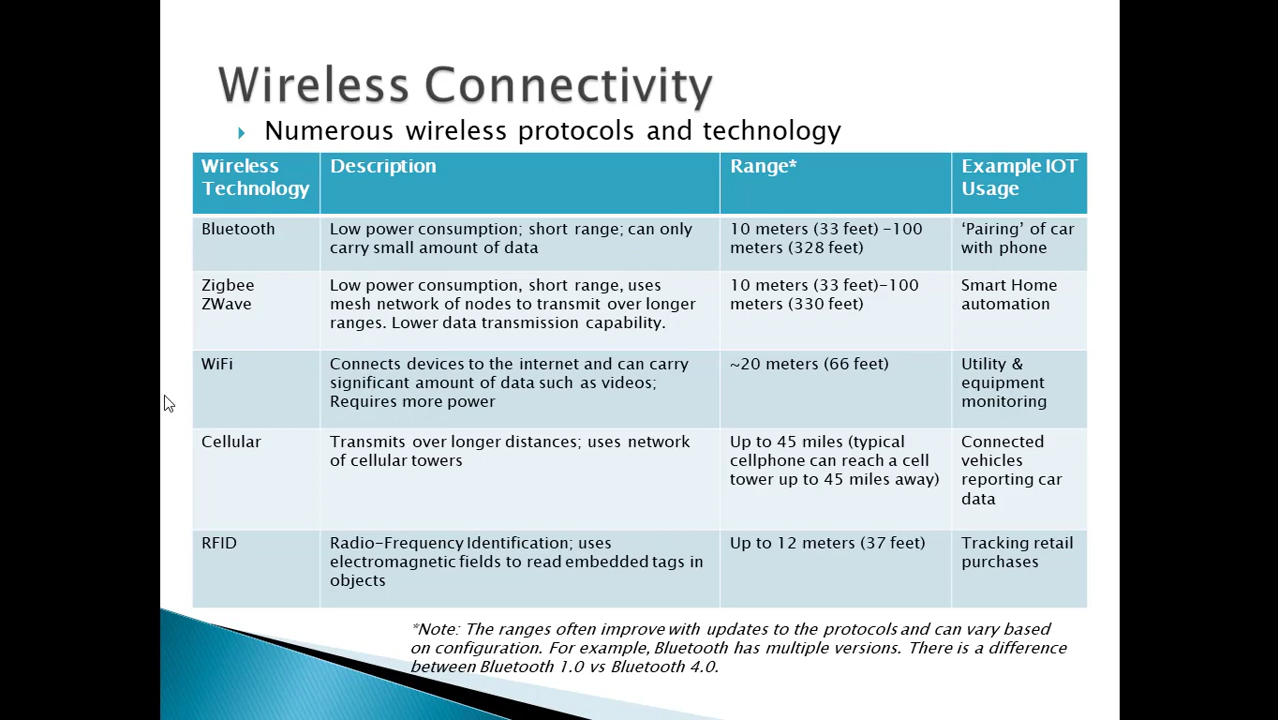 Wireless Connectivity
Numerous wireless protocols and technology
Wireless Technology
Description
Range*
Example IOT Usage
Bluetooth
Low power consumption; short range; can only
carry small amount of data
10 meters (33 feet) -100
meters (328 feet)
‘Pairing’ of car
with phone
Zigbee
ZWave
Low power consumption, short range, uses
mesh network of nodes to transmit over longer
ranges. Lower data transmission capability.
10 meters (33 feet)-100
meters (330 feet)
Smart Home
automation
WiFi
Connects devices to the internet and can carry
significant amount of data such as videos;
Requires more power
~20 meters (66 feet)
Utility &
equipment
monitoring
Cellular
Transmits over longer distances; uses network
of cellular towers
Up to 45 miles (typical
cellphone can reach a cell
tower up to 45 miles away)
Connected
vehicles
reporting car
data
RFID
Radio-Frequency Identification; uses
electromagnetic fields to read embedded tags in
objects
Up to 12 meters (37 feet)
Tracking retail
purchases
*Note: The ranges often improve with updates to the protocols and can vary based
on configuration. For example, Bluetooth has multiple versions. There is a difference
between Bluetooth 1.0 vs Bluetooth 4.0.